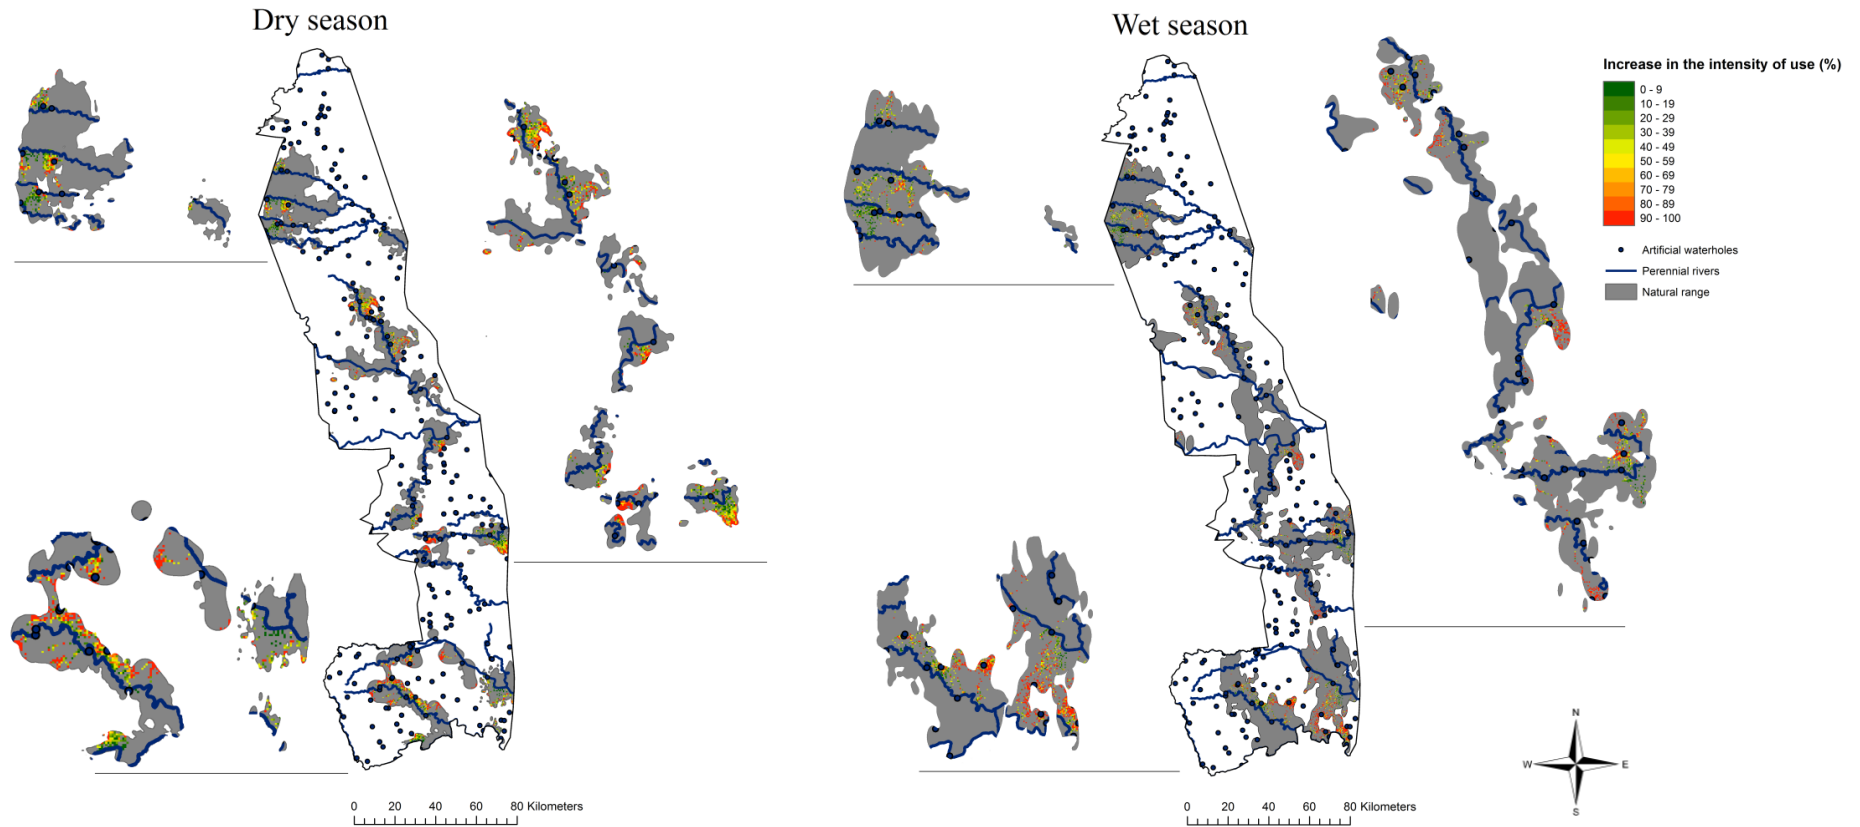 Dry season
Wet season
Increase in the intensity of use (%)
0 - 9
10 - 19
20 - 29
30 - 39
40 - 49
50 - 59
60 - 69
70 - 79
80 - 89
90 - 100
Artificial waterholes
Perennial rivers
Natural range
N
W E
S
0 20 40 60 80 Kilometers
0 20 40 60 80 Kilometers